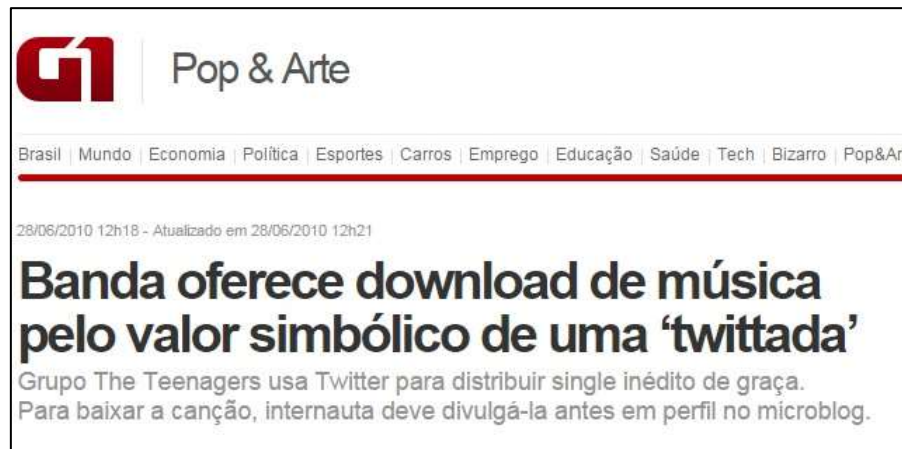 G1 Pop & Arte
Brasil Mundo Economia Política Esportes Carros Emprego Educação Saúde Tech Bizarro Pop&Ar
28/06/2010 12h18 - Atualizado em 28/06/2010 12h21
Banda oferece download de música
pelo valor simbólico de uma ‘twittada’
Grupo The Teenagers usa Twitter para distribuir single inédito de graça.
Para baixar a canção, internauta deve divulgá-la antes em perfil no microblog.